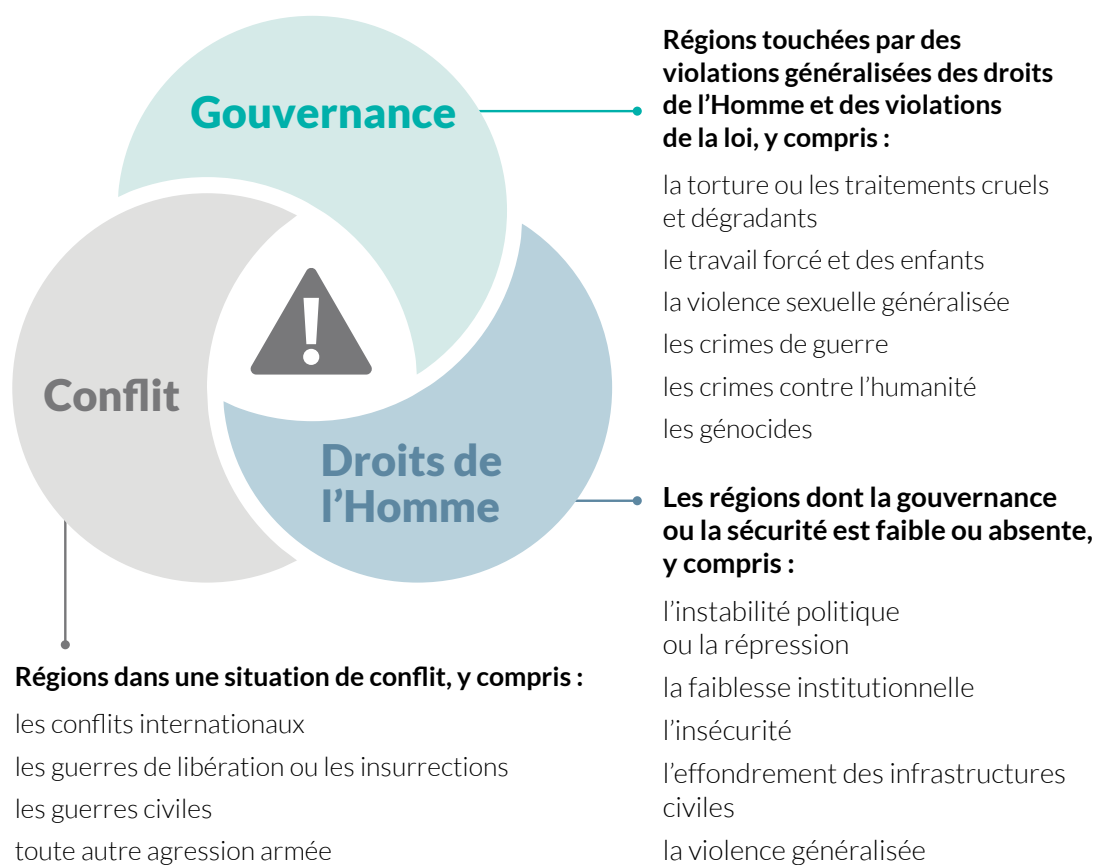 Gouvernance
Conflit
Droits de
l’Homme
Régions touchées par des
violations généralisées des droits
de l’Homme et des violations
de la loi, y compris :
la torture ou les traitements cruels
et dégradants
le travail forcé et des enfants
la violence sexuelle généralisée
les crimes de guerre
les crimes contre l’humanité
les génocides
Les régions dont la gouvernance
ou la sécurité est faible ou absente,
y compris :
l’instabilité politique
ou la répression
la faiblesse institutionnelle
l’insécurité
l’effondrement des infrastructures
civiles
la violence généralisée
Régions dans une situation de conflit, y compris :
les conflits internationaux
les guerres de libération ou les insurrections
les guerres civiles
toute autre agression armée